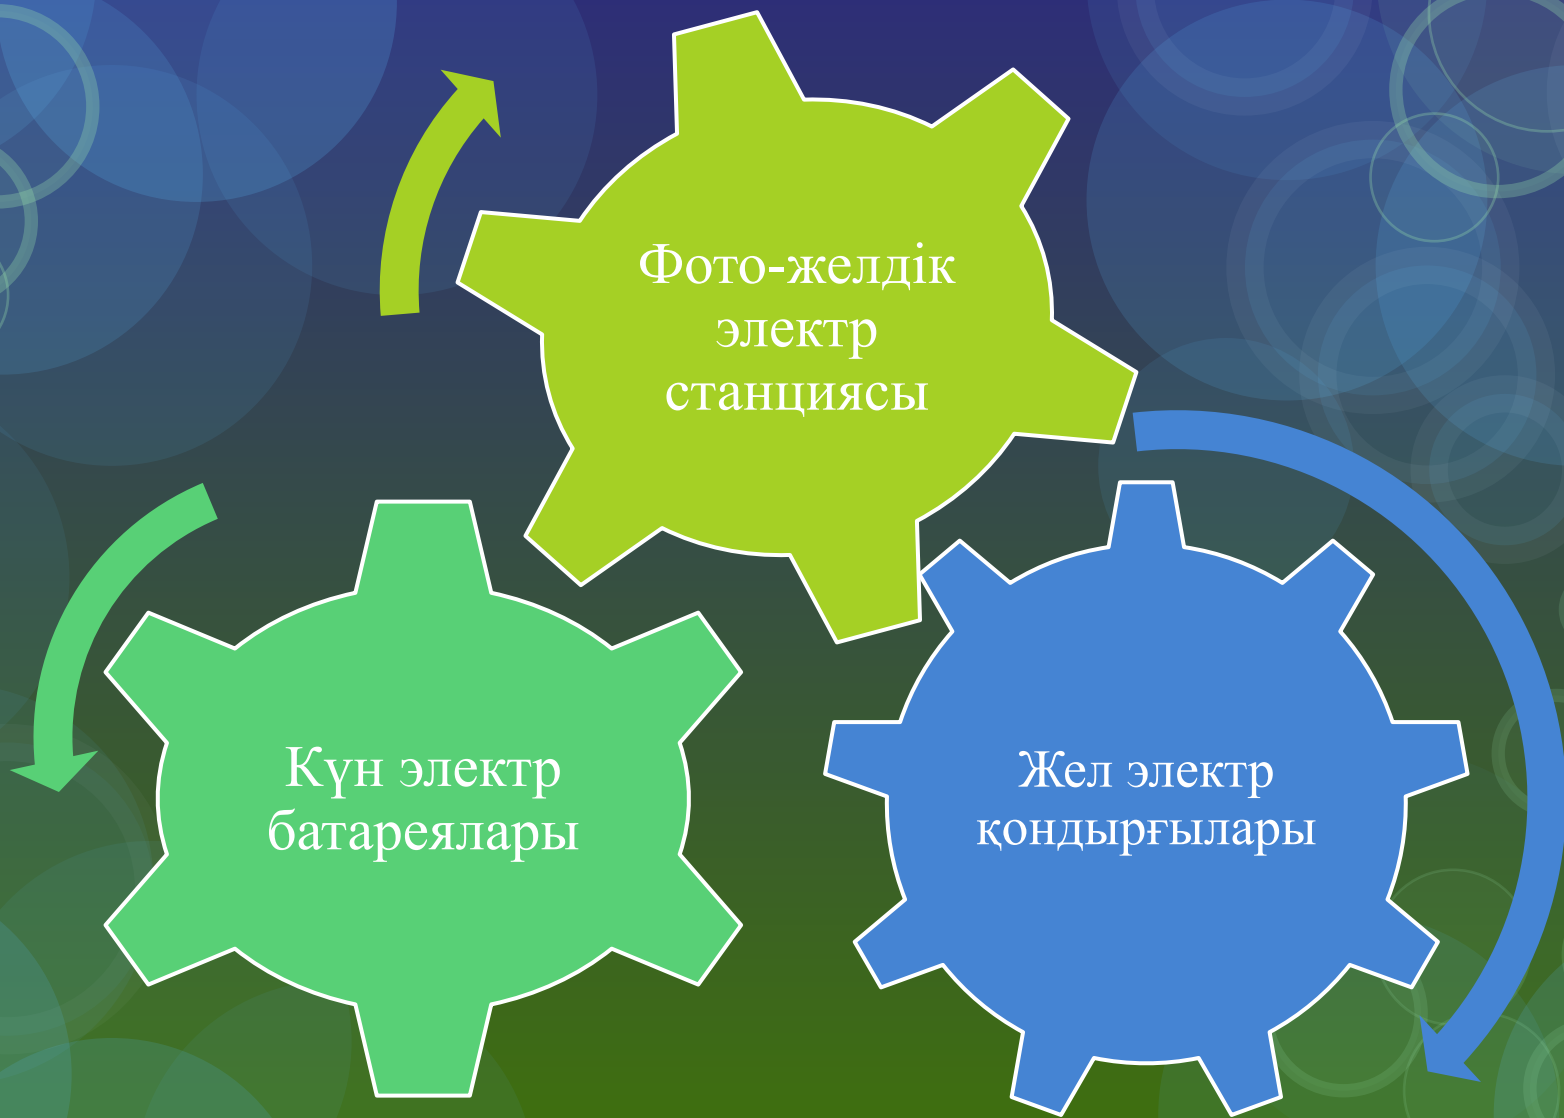 Фото-желдік
электр
станциясы
Күн электр
батареялары
Жел электр
қондырғылары